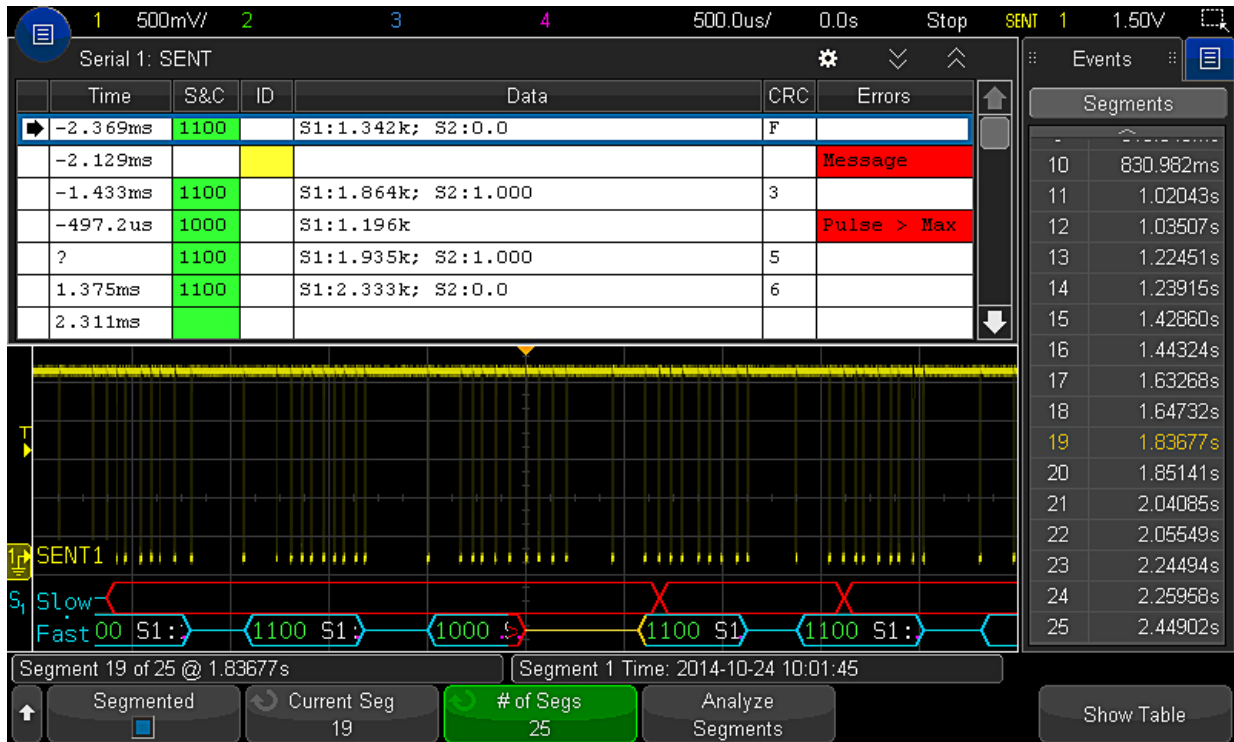 1 500mV/ 2 3 4 500.0us/ 0.0s Stop SENT 1 1.50V
Serial 1: SENT
Time S&C ID Data CRC Errors
-2.369ms 1100 S1:1.342k; S2:0.0 F
-2.129ms Message
-1.433ms 1100 S1:1.864k; S2:1.000 3
-497.2us 1000 S1:1.196k Pulse > Max
? 1100 S1:1.935k; S2:1.000 5
1.375ms 1100 S1:2.333k; S2:0.0 6
2.311ms
Events
Segments
10 830.982ms
11 1.02043s
12 1.03507s
13 1.22451s
14 1.23915s
15 1.42860s
16 1.44324s
17 1.63268s
18 1.64732s
19 1.83677s
20 1.85141s
21 2.04085s
22 2.05549s
23 2.24494s
24 2.25958s
25 2.44902s
T
1 SENT1
S1 Slow
Fast 00 S1: 1100 S1: 1000 1100 S1 1100 S1:
Segment 19 of 25 @ 1.83677s
Segment 1 Time: 2014-10-24 10:01:45
Segmented
Current Seg
19
# of Segs
25
Analyze
Segments
Show Table